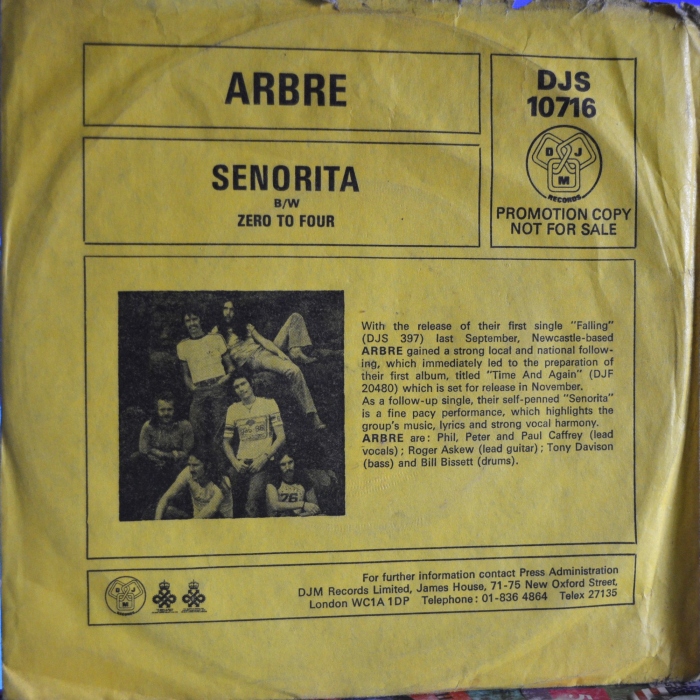 ARBRE
SENORITA
B/W
ZERO TO FOUR
DJS
10716
D J
M
RECORDS
PROMOTION COPY
NOT FOR SALE
76
With the release of their first single "Falling"
(DJS 397) last September, Newcastle-based
ARBRE gained a strong local and national follow-
ing, which immediately led to the preparation of
their first album, titled "Time And Again" (DJF
20480) which is set for release in November.
As a follow-up single, their self-penned "Senorita"
is a fine pacy performance, which highlights the
group's music, lyrics and strong vocal harmony.
ARBRE are: Phil, Peter and Paul Caffrey (lead
vocals); Roger Askew (lead guitar); Tony Davison
(bass) and Bill Bissett (drums).
D J
M
For further information contact Press Administration
DJM Records Limited, James House, 71-75 New Oxford Street,
London WC1A 1DP Telephone: 01-836 4864 Telex 27135